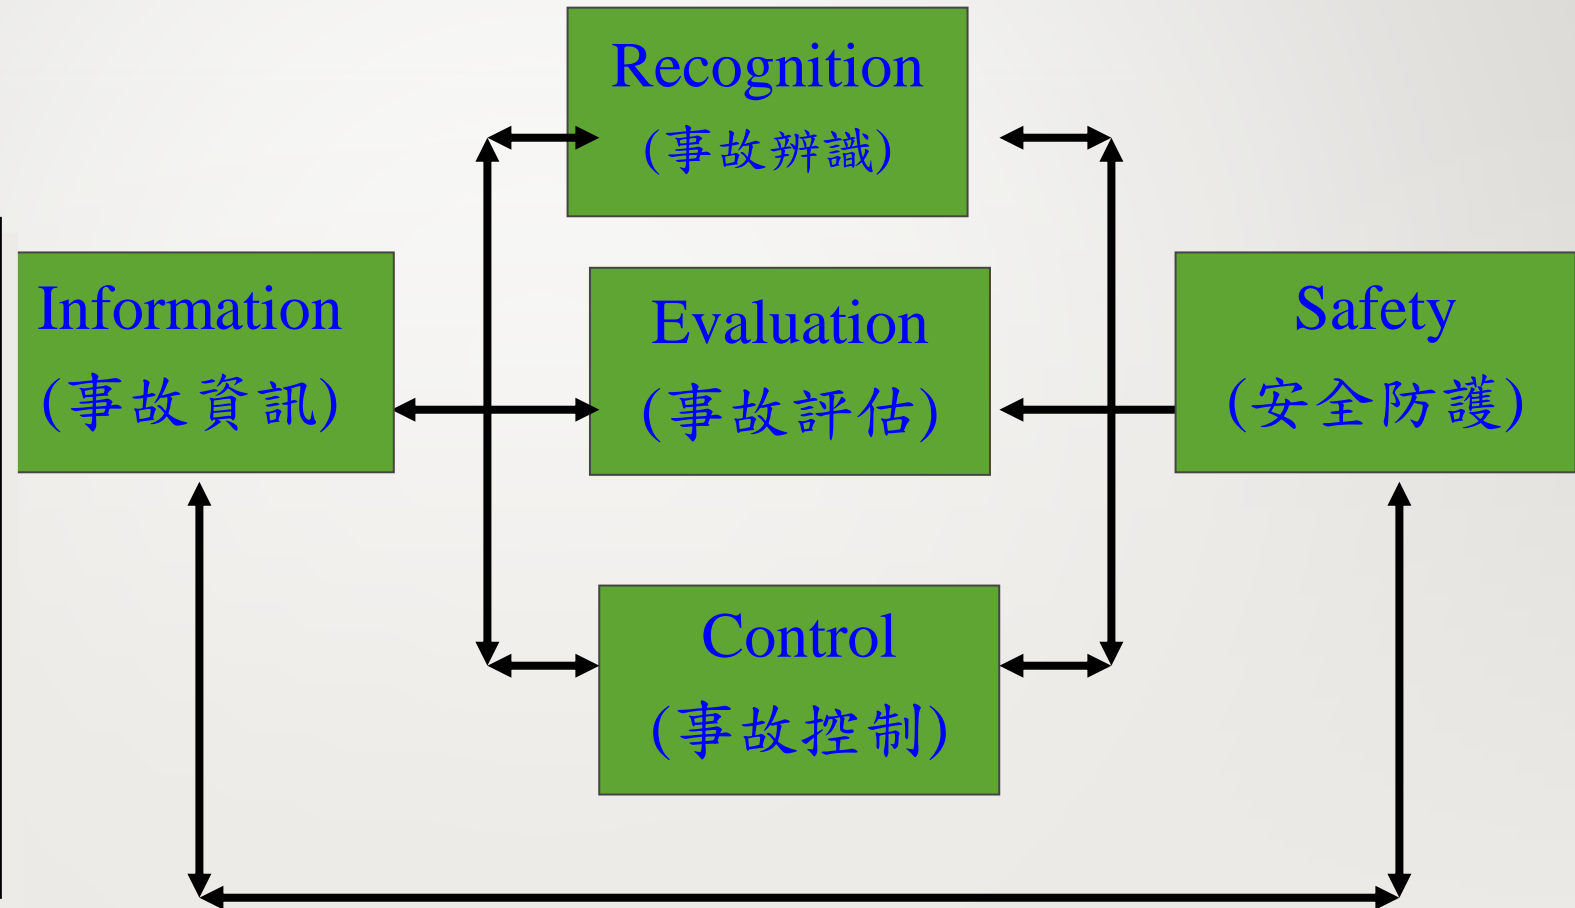 Recognition
(事故辨識)
Information
(事故資訊)
Evaluation
(事故評估)
Safety
(安全防護)
Control
(事故控制)